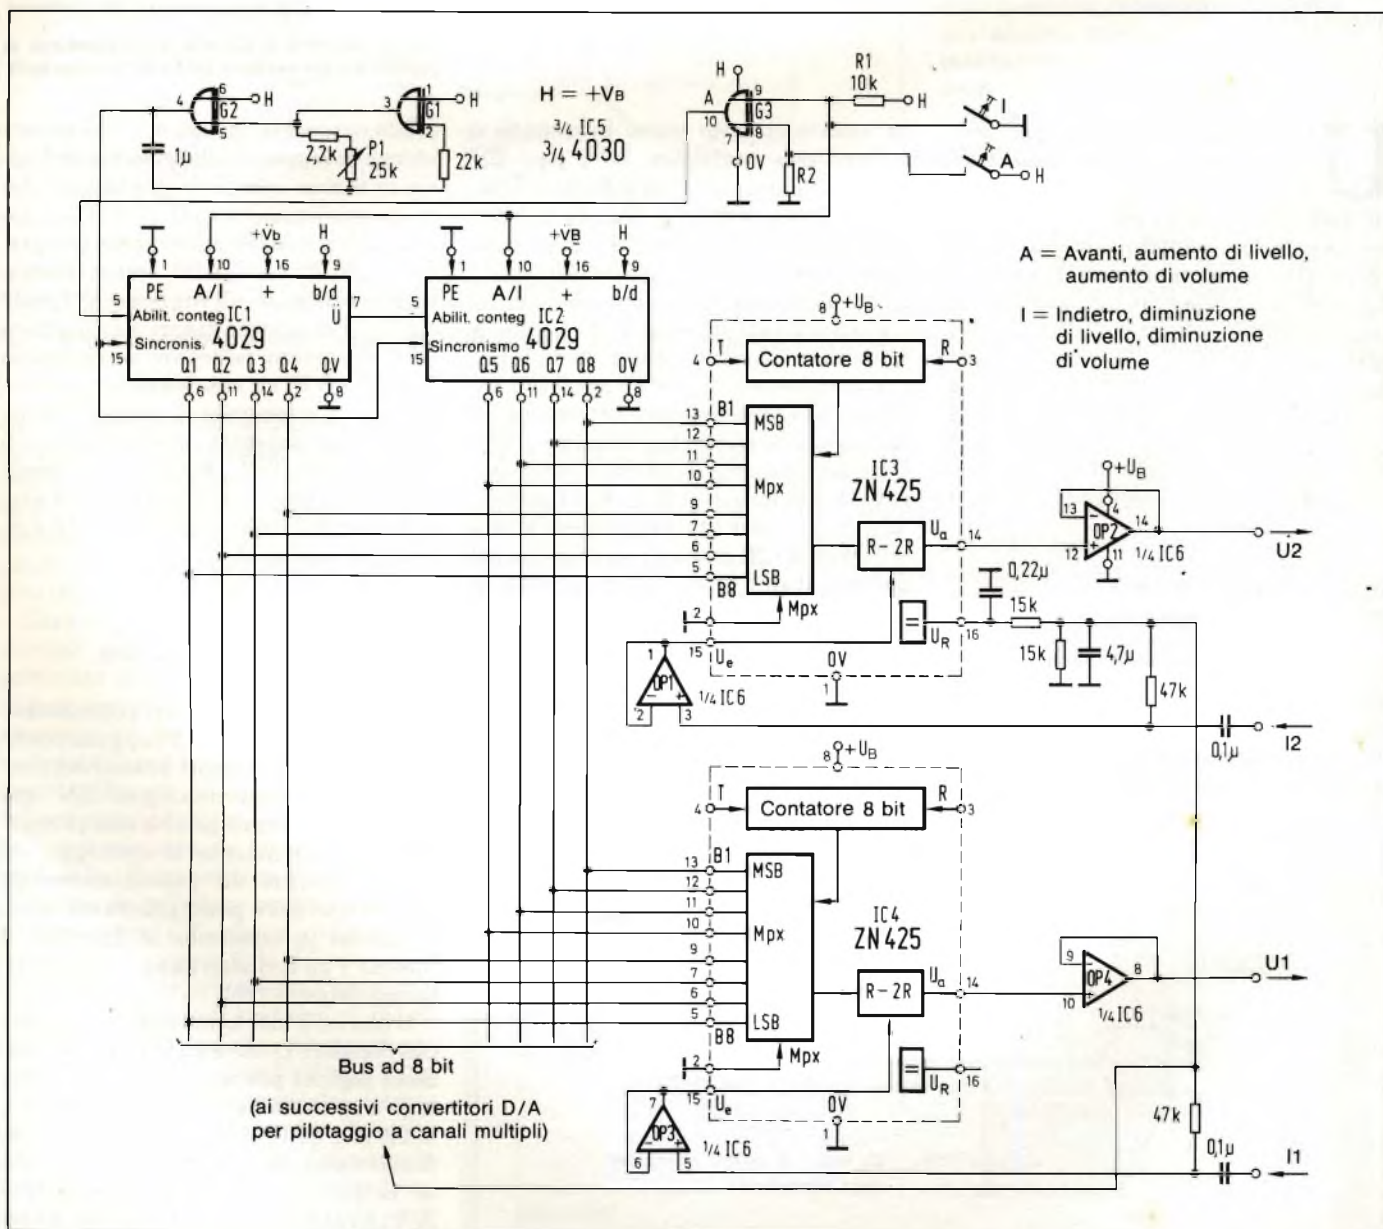 H
I
A
H
R1
10k
H
9
G3
A
10
8
7
0V
R2
H = +VB
3/4 IC5
3/4 4030
4
6
H
G2
5
3
1
H
G1
2
1µ
2,2k
P1
25k
22k
+Vb
H
1
10
16
9
PE
A/I
+
b/d
5
Abilit. conteg
IC1
Ü
7
Sincronis.
4029
15
Q1
Q2
Q3
Q4
0V
6
11
14
2
8
+VB
H
1
10
16
9
PE
A/I
+
b/d
5
Abilit. conteg
IC2
Sincronismo
4029
15
Q5
Q6
Q7
Q8
0V
6
11
14
2
8
A = Avanti, aumento di livello,
aumento di volume
I = Indietro, diminuzione
di livello, diminuzione
di volume
8
+UB
4
T
Contatore 8 bit
R
3
13
B1
MSB
12
11
10
Mpx
9
7
6
5
LSB
B8
IC3
ZN 425
R-2R
Ua
14
2
Mpx
=
UR
16
15
Ue
0V
1
1
OP1
2
3
1/4 IC6
+UB
13
4
OP2
14
12
11
1/4 IC6
U2
0,22µ
15k
15k
4,7µ
47k
0,1µ
I2
8
+UB
4
T
Contatore 8 bit
R
3
13
B1
MSB
12
11
10
Mpx
9
7
6
5
LSB
B8
IC4
ZN 425
R-2R
Ua
14
2
Mpx
=
UR
16
15
Ue
0V
1
7
OP3
6
5
1/4 IC6
9
OP4
8
10
1/4 IC6
U1
47k
0,1µ
I1
Bus ad 8 bit
(ai successivi convertitori D/A
per pilotaggio a canali multipli)